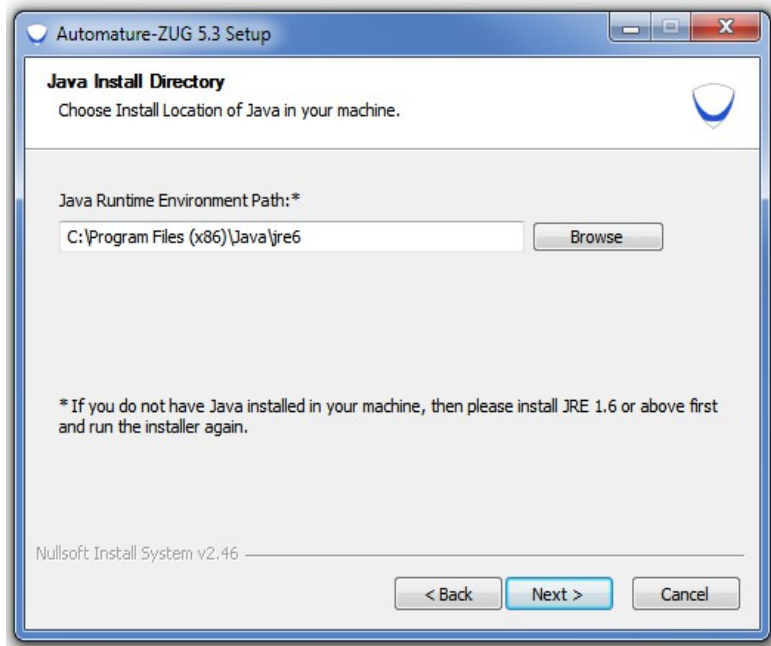 Automature-ZUG 5.3 Setup
Java Install Directory
Choose Install Location of Java in your machine.
Java Runtime Environment Path:*
C:\Program Files (x86)\Java\jre6
Browse
* If you do not have Java installed in your machine, then please install JRE 1.6 or above first
and run the installer again.
Nullsoft Install System v2.46
< Back Next > Cancel